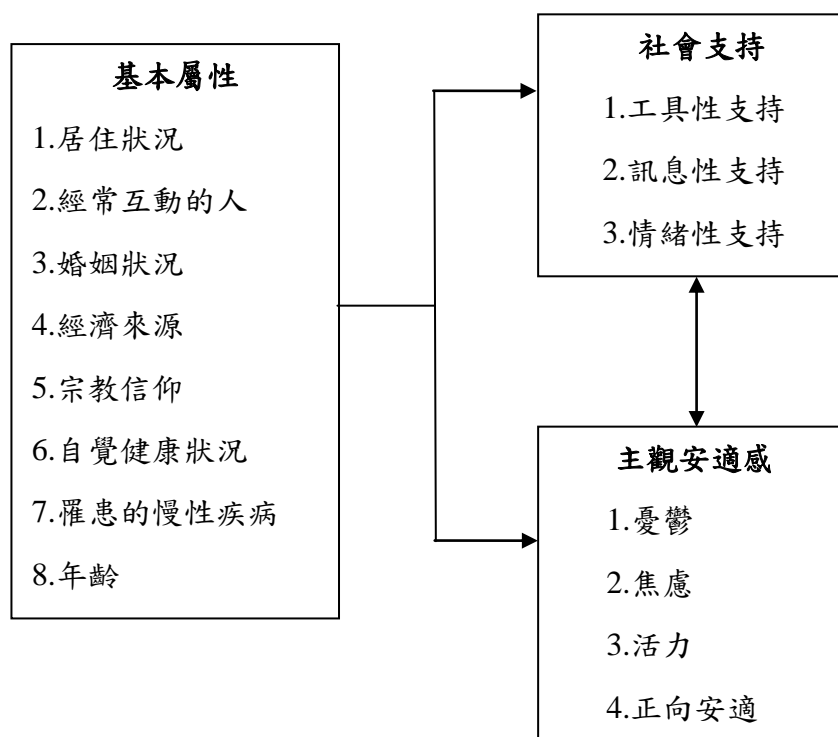 基本屬性
1.居住狀況
2.經常互動的人
3.婚姻狀況
4.經濟來源
5.宗教信仰
6.自覺健康狀況
7.罹患的慢性疾病
8.年齡
社會支持
1.工具性支持
2.訊息性支持
3.情緒性支持
主觀安適感
1.憂鬱
2.焦慮
3.活力
4.正向安適